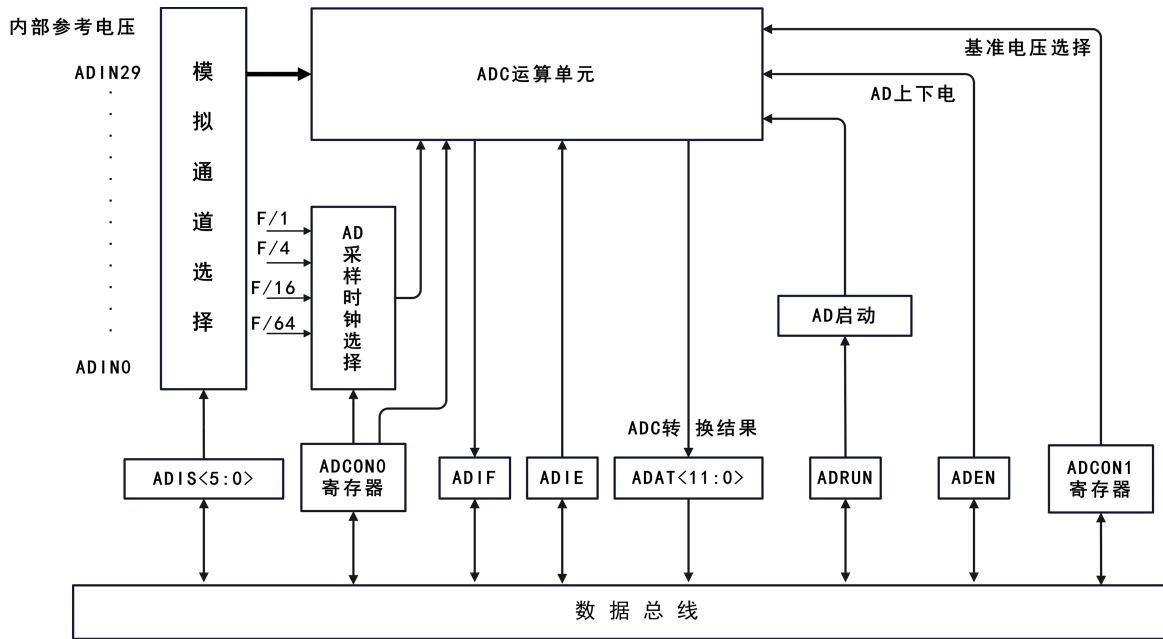 内部参考电压
ADIN29
ADIN0
模拟通道选择
ADC运算单元
基准电压选择
AD上下电
F/1
F/4
F/16
F/64
AD采样时钟选择
AD启动
ADC转换结果
ADIS<5:0>
ADCON0
寄存器
ADIF
ADIE
ADAT<11:0>
ADRUN
ADEN
ADCON1
寄存器
数据总线